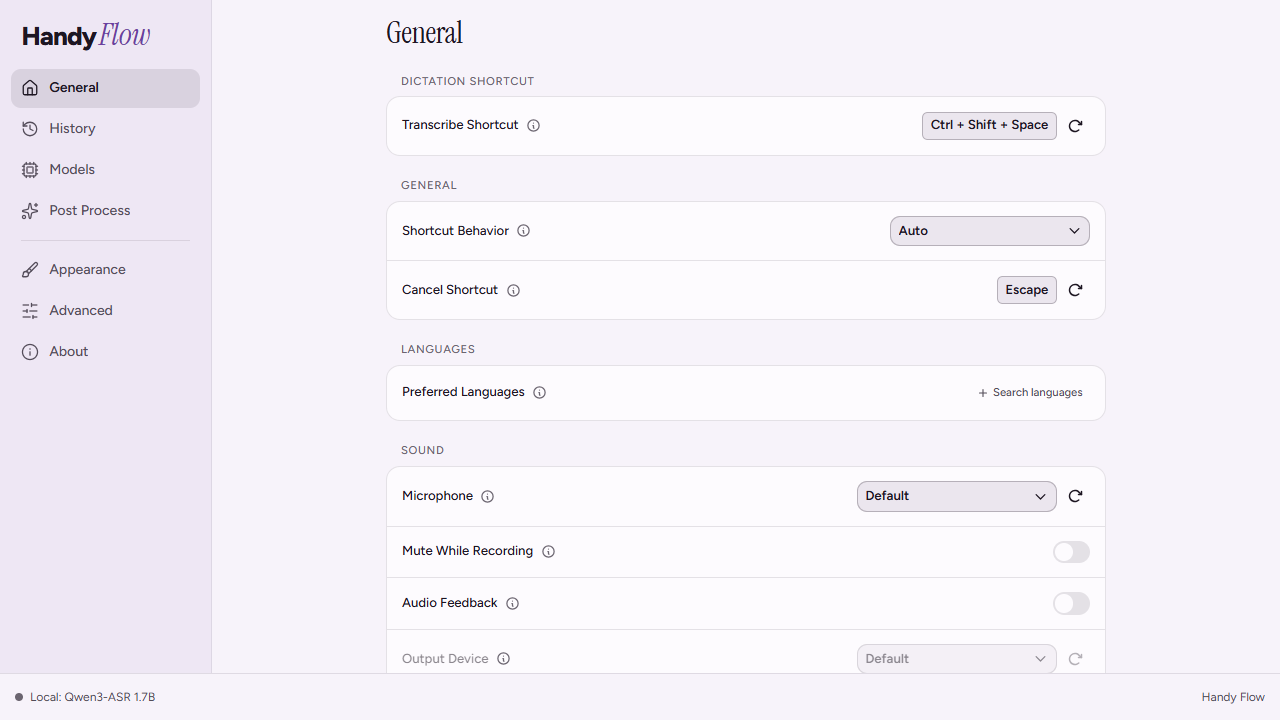 Handy Flow
General
History
Models
Post Process
Appearance
Advanced
About
General
DICTATION SHORTCUT
Transcribe Shortcut
Ctrl + Shift + Space
GENERAL
Shortcut Behavior
Auto
Cancel Shortcut
Escape
LANGUAGES
Preferred Languages
Search languages
SOUND
Microphone
Default
Mute While Recording
Audio Feedback
Output Device
Default
Local: Qwen3-ASR 1.7B
Handy Flow